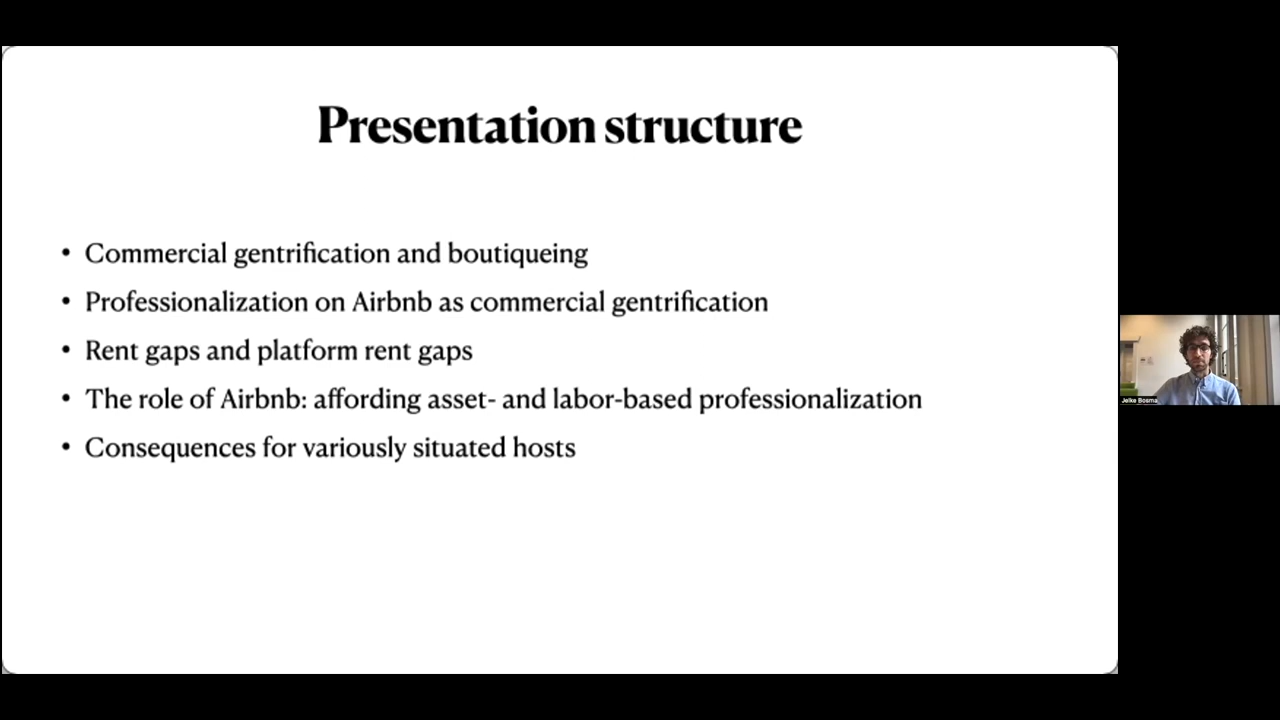 Presentation structure
• Commercial gentrification and boutiqueing
• Professionalization on Airbnb as commercial gentrification
• Rent gaps and platform rent gaps
• The role of Airbnb: affording asset- and labor-based professionalization
• Consequences for variously situated hosts
Jelke Bosma